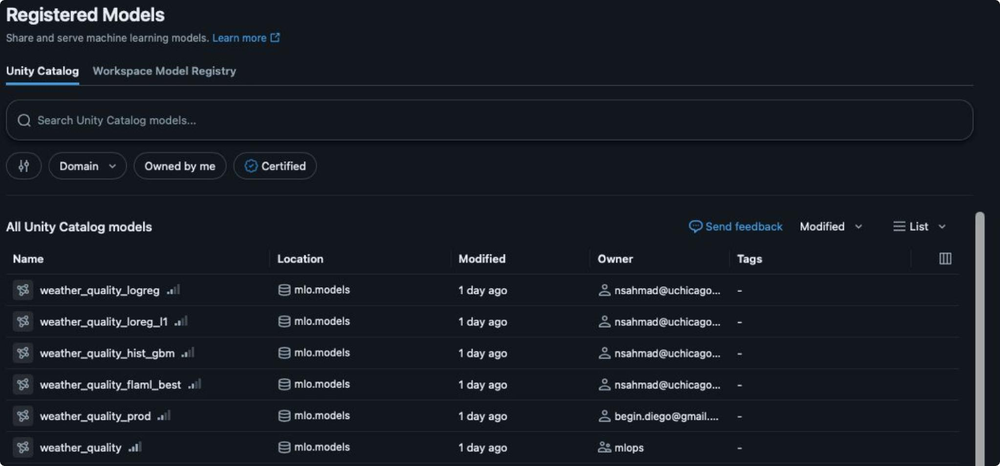 Registered Models
Share and serve machine learning models. Learn more
Unity Catalog Workspace Model Registry
Search Unity Catalog models...
Domain Owned by me Certified
All Unity Catalog models Send feedback Modified List
Name Location Modified Owner Tags
weather_quality_logreg mlo.models 1 day ago nsahmad@uchicago... -
weather_quality_loreg_l1 mlo.models 1 day ago nsahmad@uchicago... -
weather_quality_hist_gbm mlo.models 1 day ago nsahmad@uchicago... -
weather_quality_flaml_best mlo.models 1 day ago nsahmad@uchicago... -
weather_quality_prod mlo.models 1 day ago begin.diego@gmail.... -
weather_quality mlo.models 1 day ago mlops -